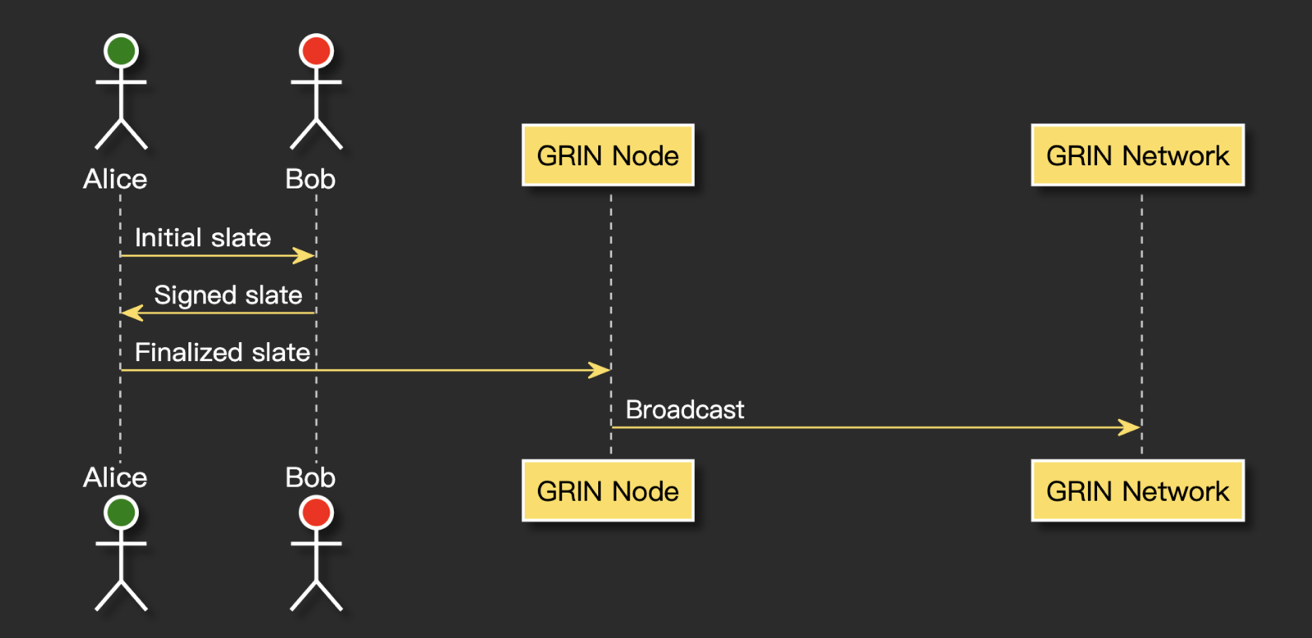 Alice
Bob
GRIN Node
GRIN Network
Initial slate
Signed slate
Finalized slate
Broadcast
Alice
Bob
GRIN Node
GRIN Network